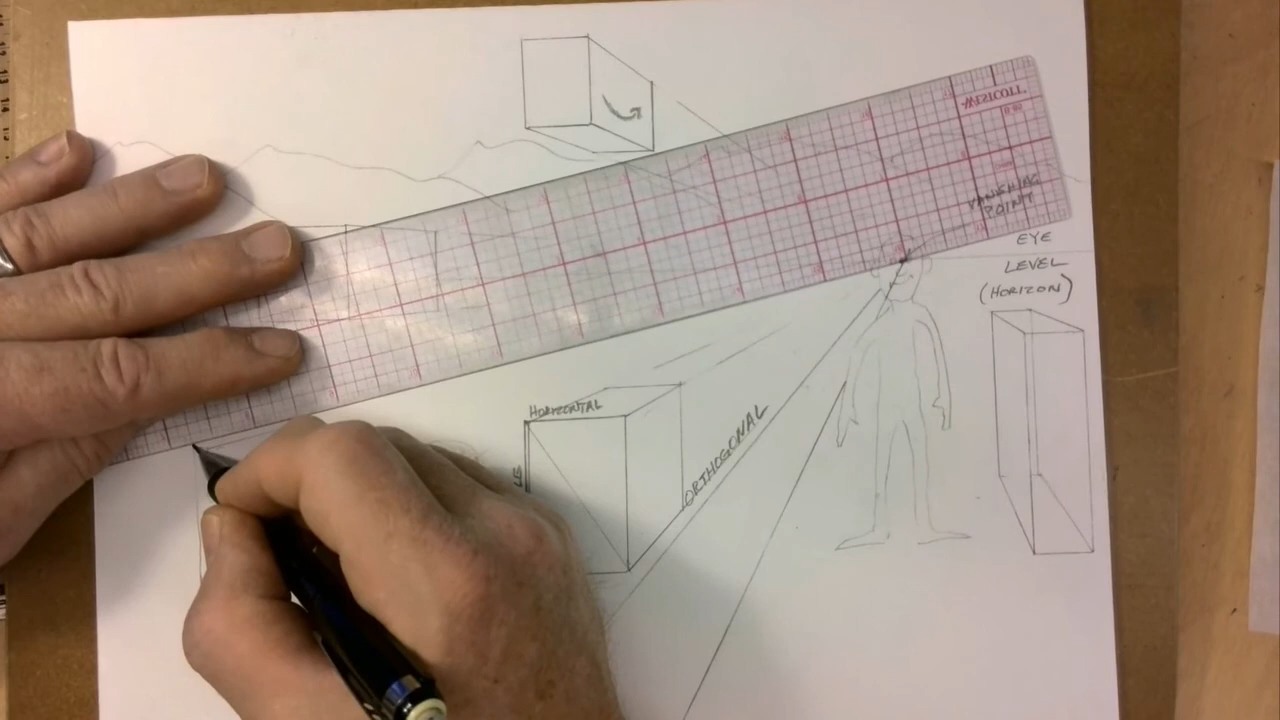 WESTCOTT
VANISHING
POINT
EYE
LEVEL
(HORIZON)
HORIZONTAL
ORTHOGONAL